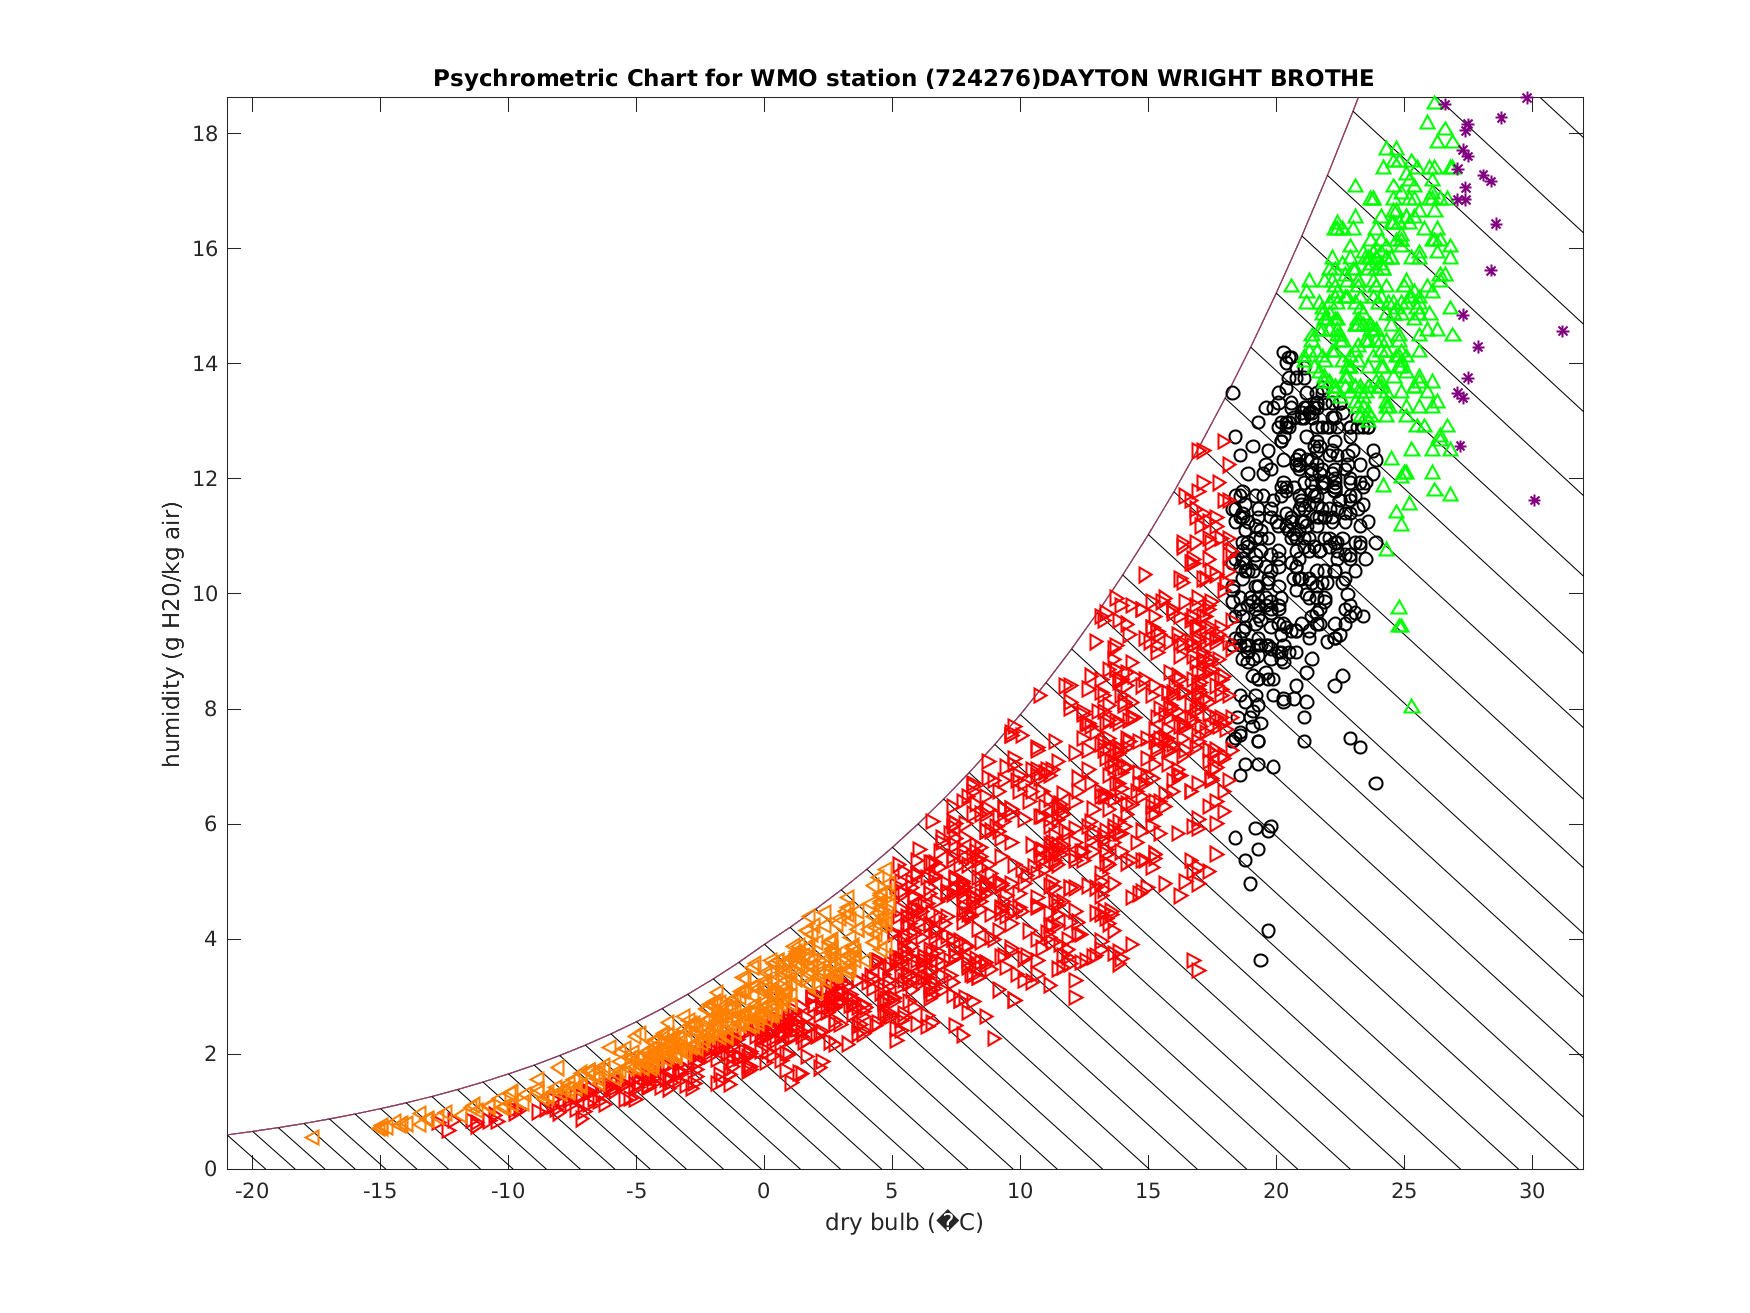 Psychrometric Chart for WMO station (724276)DAYTON WRIGHT BROTHE
humidity (g H20/kg air)
18
16
14
12
10
8
6
4
2
0
-20 -15 -10 -5 0 5 10 15 20 25 30
dry bulb (�C)